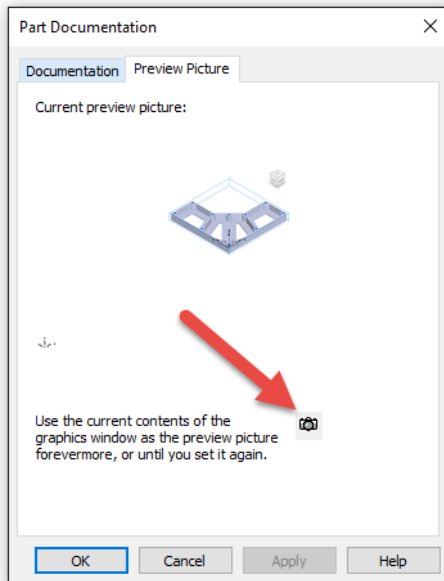 Part Documentation
Documentation
Preview Picture
Current preview picture:
Use the current contents of the
graphics window as the preview picture
forevermore, or until you set it again.
OK
Cancel
Apply
Help